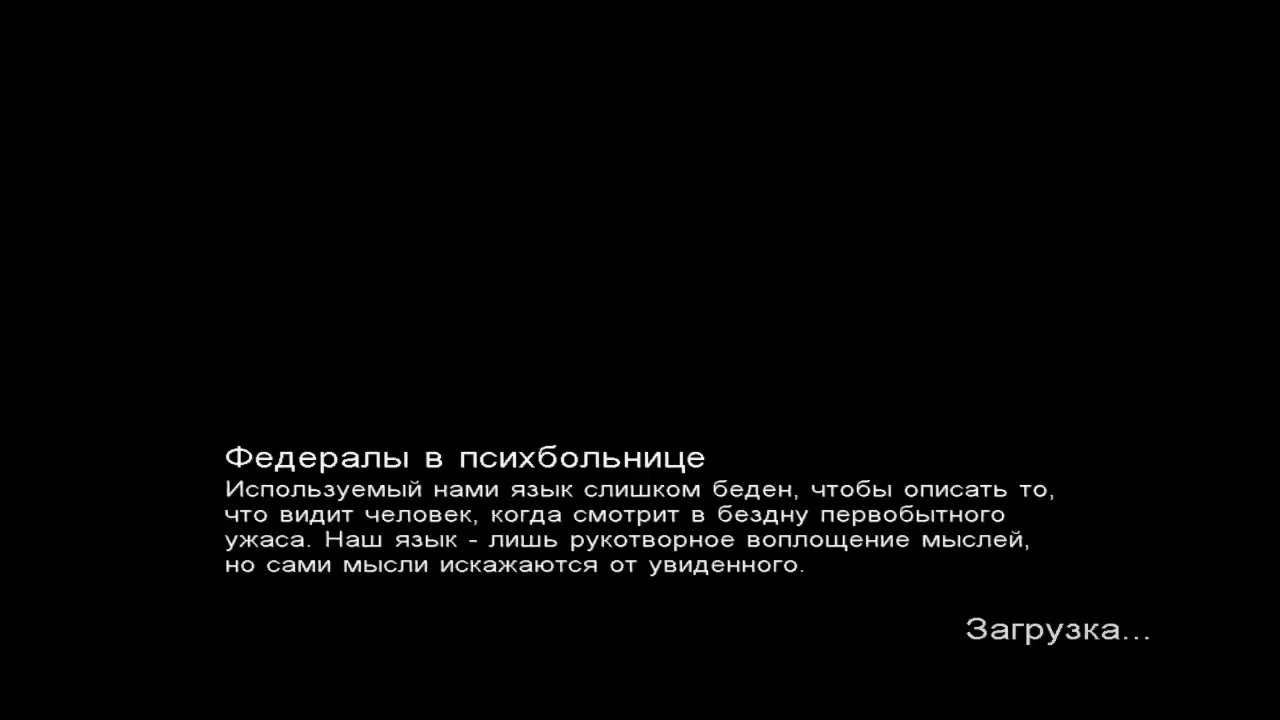 Федералы в психбольнице
Используемый нами язык слишком беден, чтобы описать то,
что видит человек, когда смотрит в бездну первобытного
ужаса. Наш язык - лишь рукотворное воплощение мыслей,
но сами мысли искажаются от увиденного.
Загрузка...